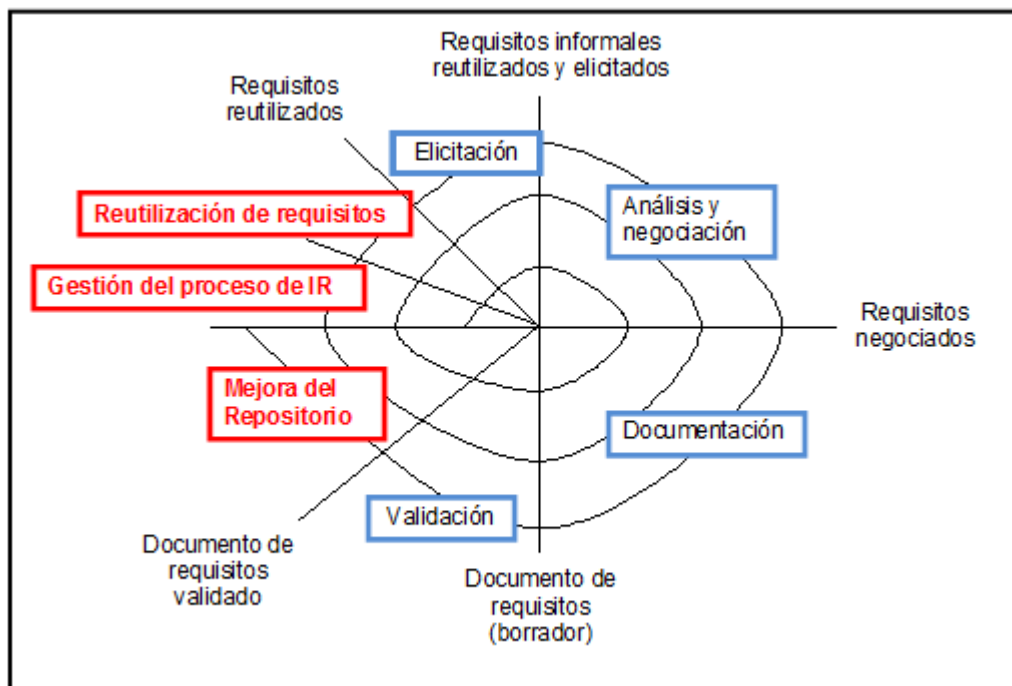 Requisitos informales
reutilizados y elicitados
Requisitos
reutilizados
Elicitación
Reutilización de requisitos
Análisis y
negociación
Gestión del proceso de IR
Requisitos
negociados
Mejora del
Repositorio
Documentación
Validación
Documento de
requisitos
validado
Documento de
requisitos
(borrador)